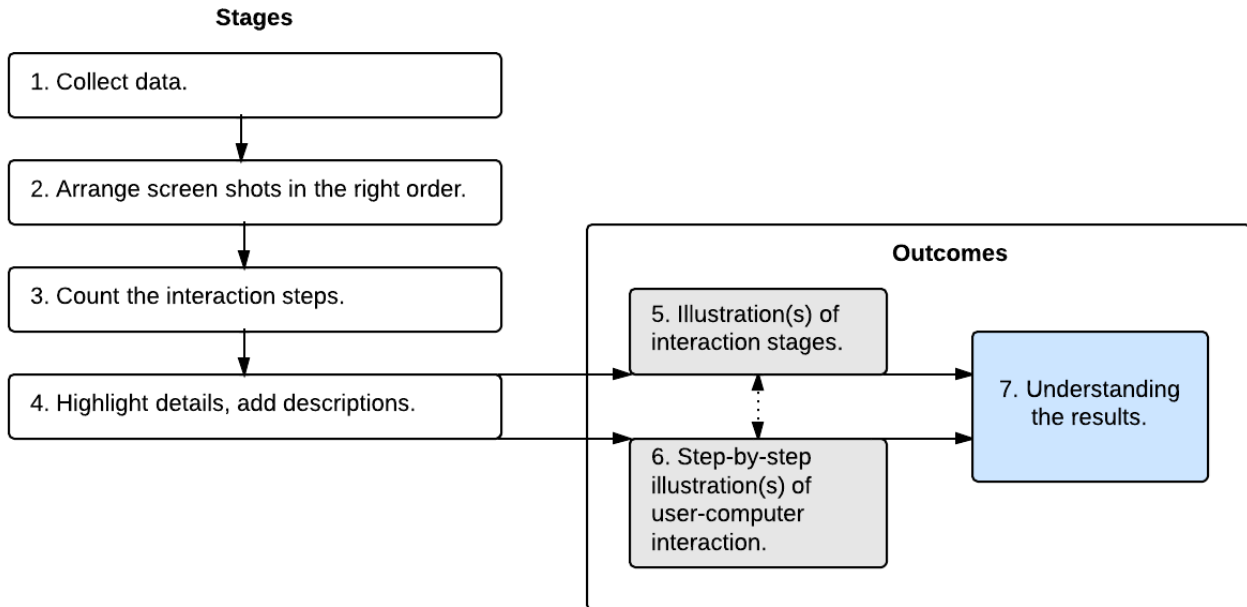 Stages
1. Collect data.
2. Arrange screen shots in the right order.
3. Count the interaction steps.
4. Highlight details, add descriptions.
Outcomes
5. Illustration(s) of
interaction stages.
6. Step-by-step
illustration(s) of
user-computer
interaction.
7. Understanding
the results.